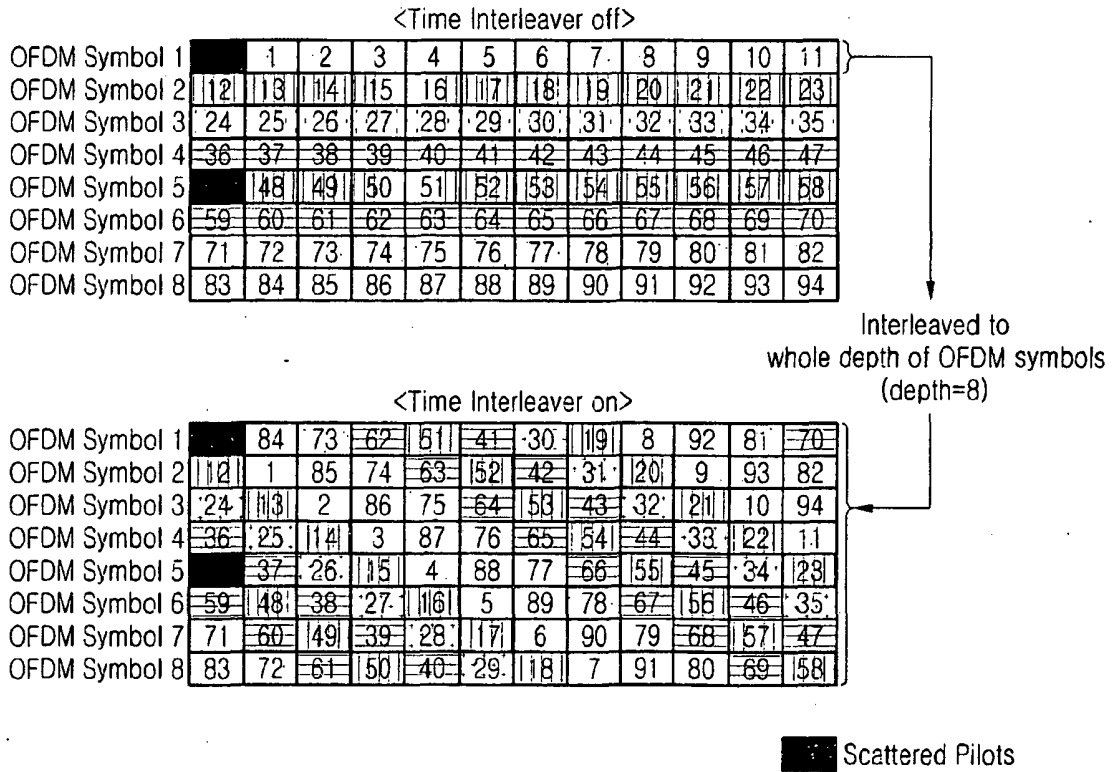 <Time Interleaver off>
OFDM Symbol 1 1 2 3 4 5 6 7 8 9 10 11
OFDM Symbol 2 12 13 14 15 16 17 18 19 20 21 22 23
OFDM Symbol 3 24 25 26 27 28 29 30 31 32 33 34 35
OFDM Symbol 4 36 37 38 39 40 41 42 43 44 45 46 47
OFDM Symbol 5 48 49 50 51 52 53 54 55 56 57 58
OFDM Symbol 6 59 60 61 62 63 64 65 66 67 68 69 70
OFDM Symbol 7 71 72 73 74 75 76 77 78 79 80 81 82
OFDM Symbol 8 83 84 85 86 87 88 89 90 91 92 93 94
Interleaved to
whole depth of OFDM symbols
(depth=8)
<Time Interleaver on>
OFDM Symbol 1 84 73 62 51 41 30 19 8 92 81 70
OFDM Symbol 2 12 1 85 74 63 52 42 31 20 9 93 82
OFDM Symbol 3 24 13 2 86 75 64 53 43 32 21 10 94
OFDM Symbol 4 36 25 14 3 87 76 65 54 44 33 22 11
OFDM Symbol 5 37 26 15 4 88 77 66 55 45 34 23
OFDM Symbol 6 59 48 38 27 16 5 89 78 67 56 46 35
OFDM Symbol 7 71 60 49 39 28 17 6 90 79 68 57 47
OFDM Symbol 8 83 72 61 50 40 29 18 7 91 80 69 58
Scattered Pilots